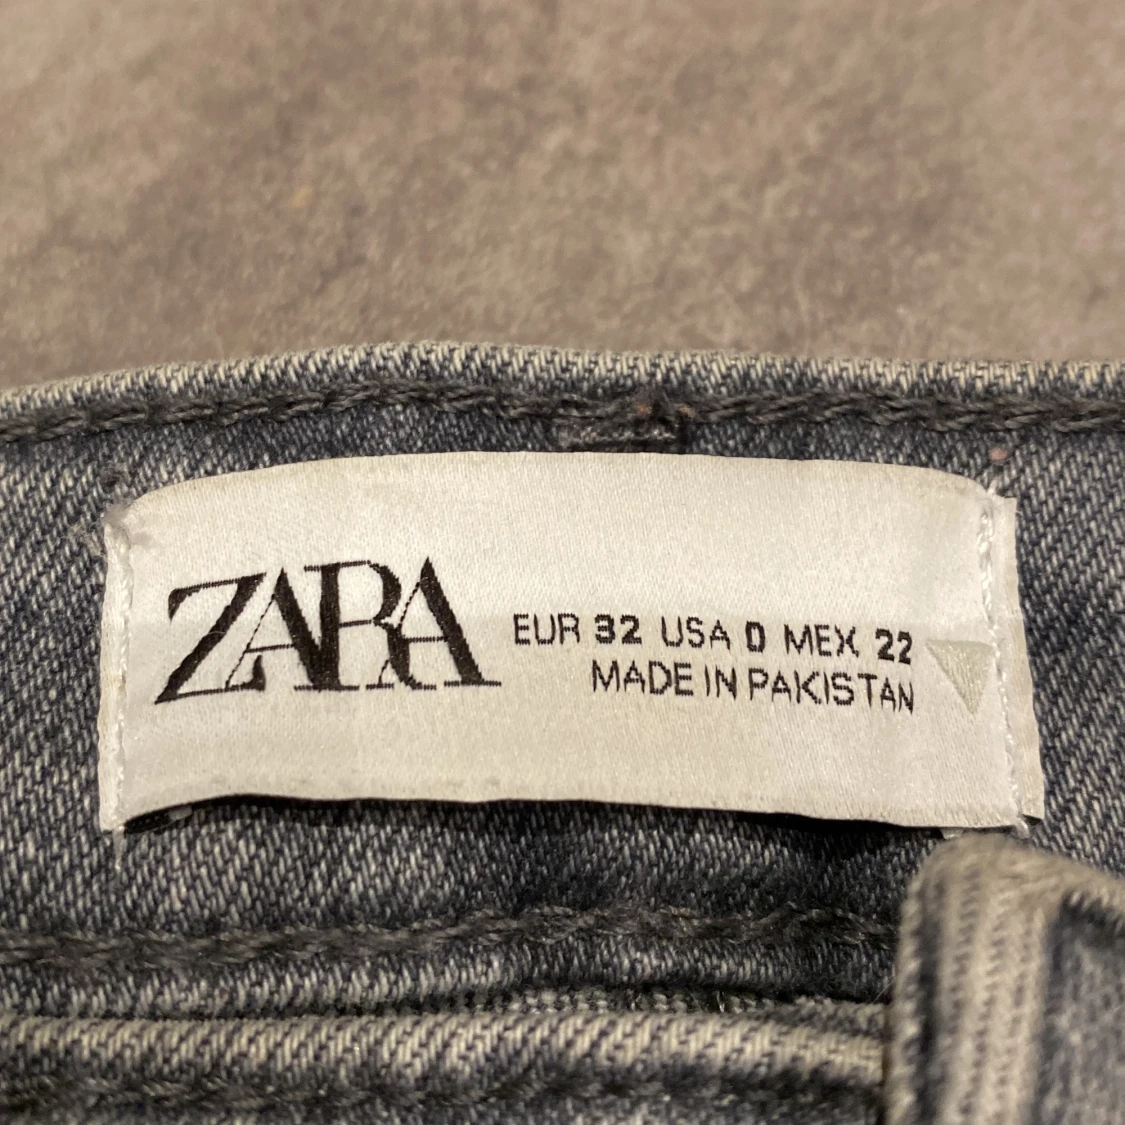 ZARA
EUR 32 USA 0 MEX 22
MADE IN PAKISTAN